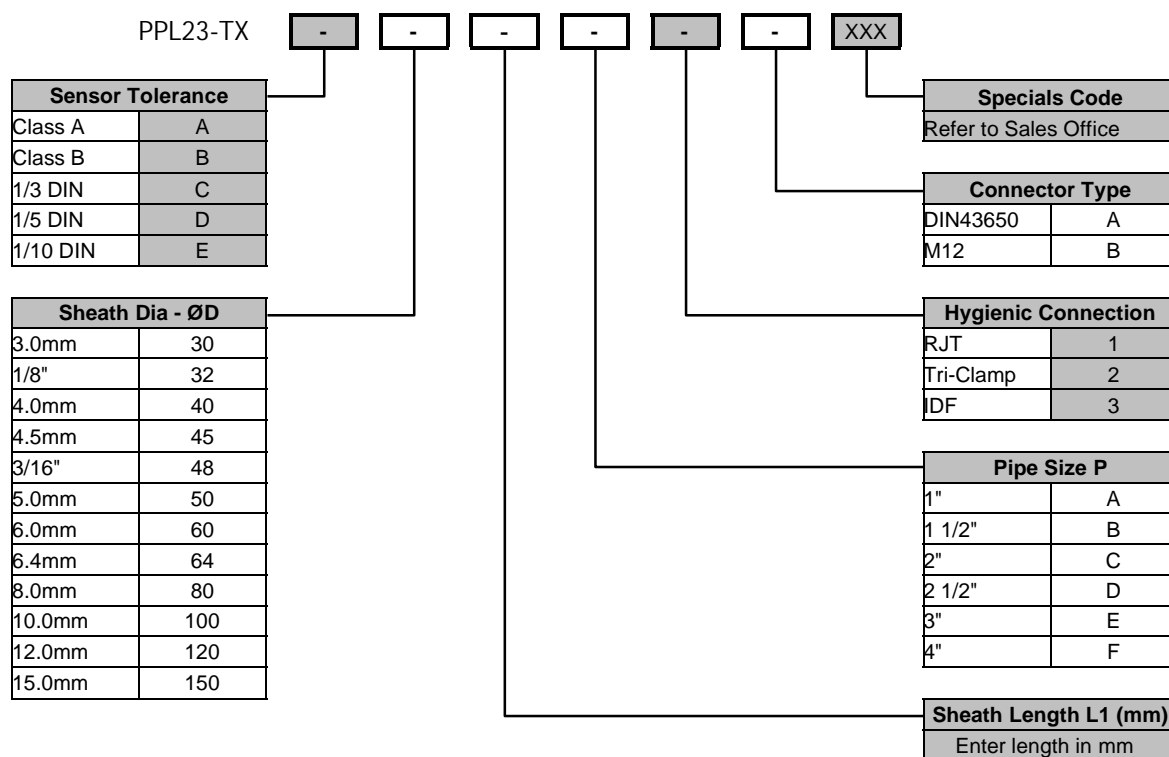 PPL23-TX - - - - - - XXX
Sensor Tolerance
Class A A
Class B B
1/3 DIN C
1/5 DIN D
1/10 DIN E
Sheath Dia - ØD
3.0mm 30
1/8" 32
4.0mm 40
4.5mm 45
3/16" 48
5.0mm 50
6.0mm 60
6.4mm 64
8.0mm 80
10.0mm 100
12.0mm 120
15.0mm 150
Specials Code
Refer to Sales Office
Connector Type
DIN43650 A
M12 B
Hygienic Connection
RJT 1
Tri-Clamp 2
IDF 3
Pipe Size P
1" A
1 1/2" B
2" C
2 1/2" D
3" E
4" F
Sheath Length L1 (mm)
Enter length in mm